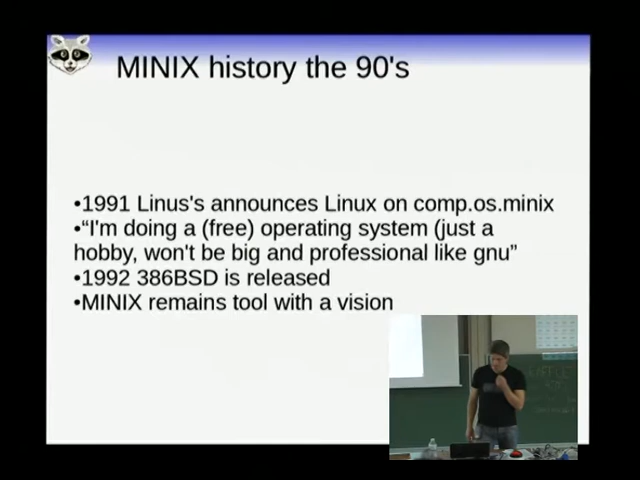 MINIX history the 90's
•1991 Linus's announces Linux on comp.os.minix
•“I'm doing a (free) operating system (just a
hobby, won't be big and professional like gnu”
•1992 386BSD is released
•MINIX remains tool with a vision